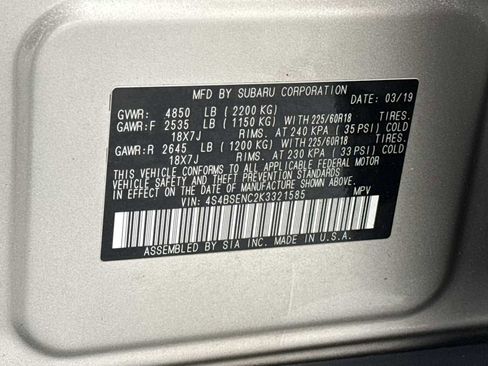 MFD BY SUBARU CORPORATION DATE: 03/19
GVWR: 4850 LB (2200 KG)
GAWR:F 2535 LB (1150 KG) WITH 225/60R18 TIRES.
18X7J RIMS. AT 240 KPA (35 PSI) COLD
GAWR:R 2645 LB (1200 KG) WITH 225/60R18 TIRES.
18X7J RIMS. AT 230 KPA (33 PSI) COLD
THIS VEHICLE CONFORMS TO ALL APPLICABLE FEDERAL MOTOR
VEHICLE SAFETY AND THEFT PREVENTION STANDARDS IN EFFECT ON THE
DATE OF MANUFACTURE SHOWN ABOVE.
VIN: 4S4BSENC2K3321585 MPV
ASSEMBLED BY SIA INC. MADE IN U.S.A.